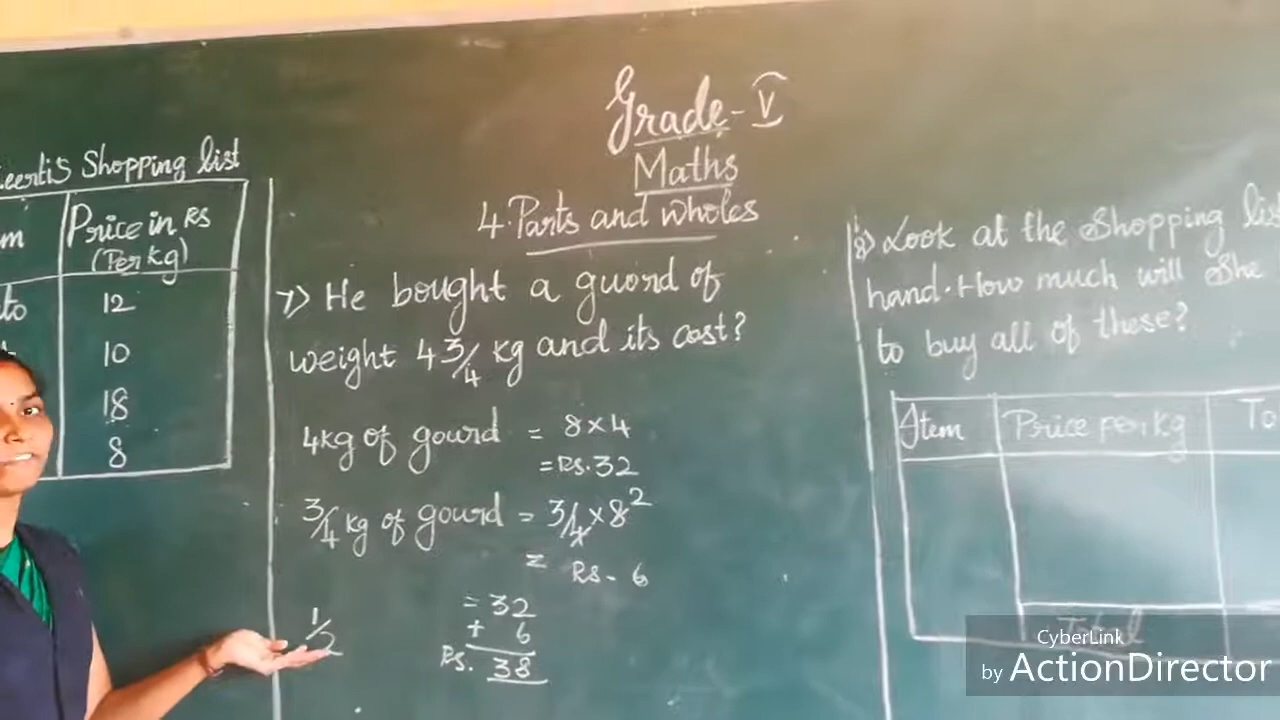 Grade - V
Maths
4. Parts and wholes
Shopping list
Price in Rs
(Per kg)
12
10
18
8
7) He bought a guord of
weight 4 3/4 kg and its cost?
4kg of gourd = 8 × 4
= Rs. 32
3/4 kg of gourd = 3/4 × 8 2
= Rs - 6
= 32
+ 6
Rs. 38
1/2
8) Look at the Shopping
hand. How much will She
to buy all of these?
Item Price per kg To
Total
CyberLink
by ActionDirector